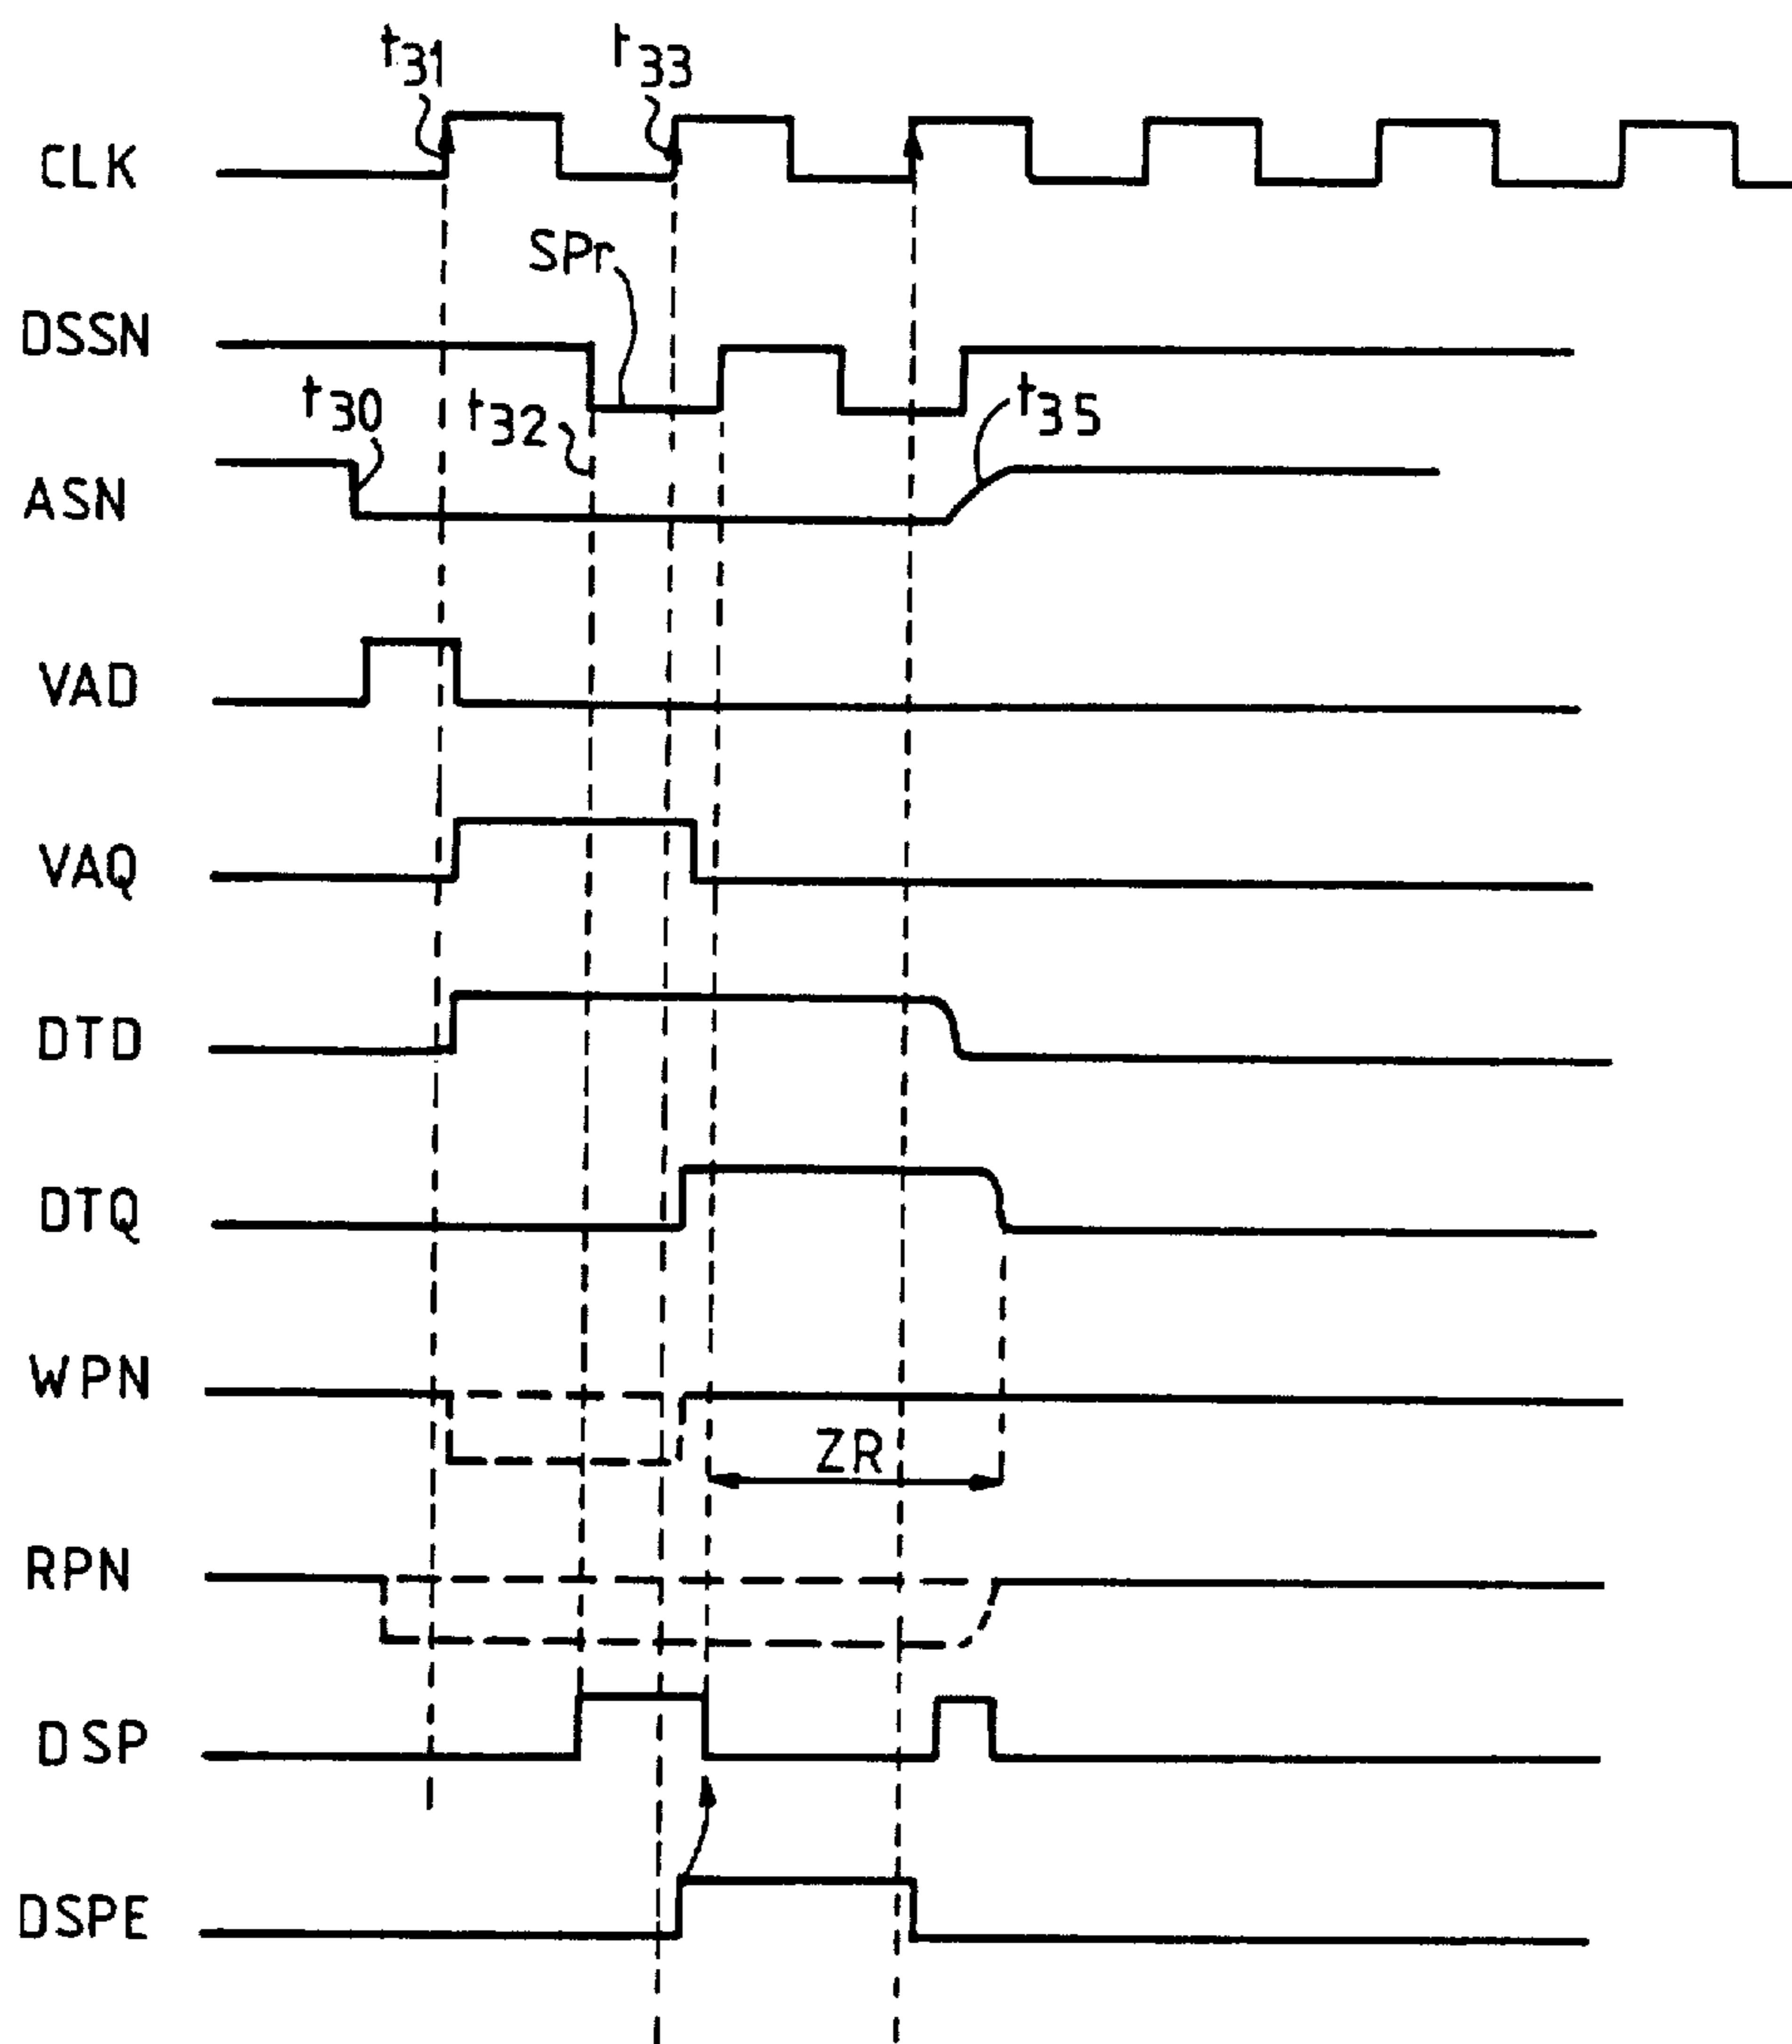 t31 t33
CLK
SPr
DSSN
t30 t32 t35
ASN
VAD
VAQ
DTD
DTQ
WPN
ZR
RPN
DSP
DSPE